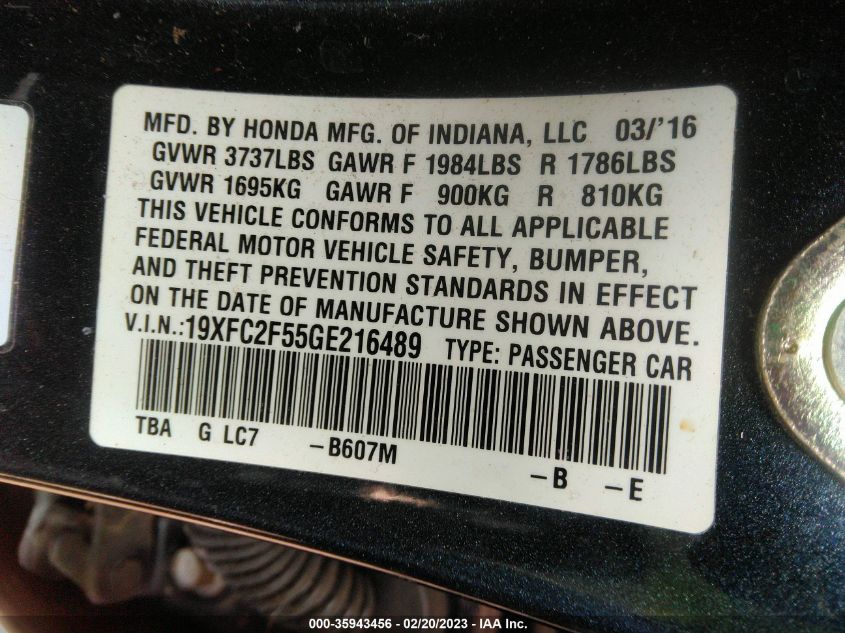 MFD. BY HONDA MFG. OF INDIANA, LLC 03/'16
GVWR 3737LBS GAWR F 1984LBS R 1786LBS
GVWR 1695KG GAWR F 900KG R 810KG
THIS VEHICLE CONFORMS TO ALL APPLICABLE
FEDERAL MOTOR VEHICLE SAFETY, BUMPER,
AND THEFT PREVENTION STANDARDS IN EFFECT
ON THE DATE OF MANUFACTURE SHOWN ABOVE.
V.I.N.:19XFC2F55GE216489 TYPE: PASSENGER CAR
TBA G LC7 -B607M -B -E
000-35943456 - 02/20/2023 - IAA Inc.